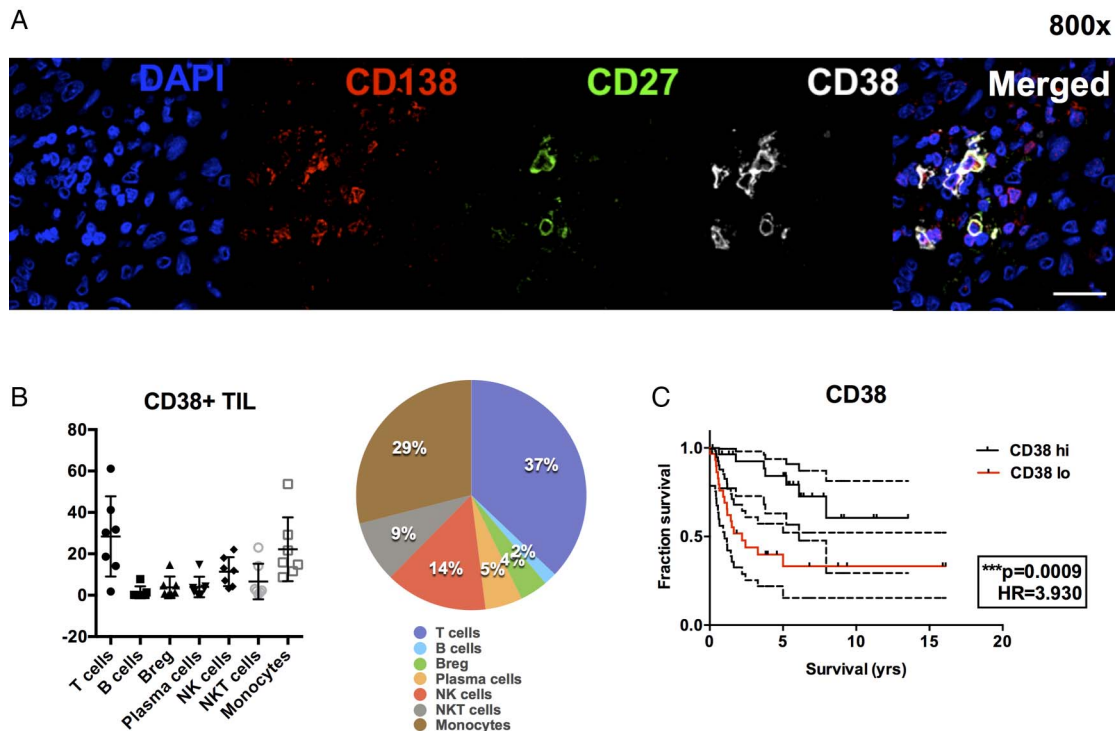 A
800x
DAPI
CD138
CD27
CD38
Merged
B
CD38+ TIL
80
60
40
20
0
-20
T cells
B cells
Breg
Plasma cells
NK cells
NKT cells
Monocytes
37%
2%
4%
5%
14%
9%
29%
T cells
B cells
Breg
Plasma cells
NK cells
NKT cells
Monocytes
C
CD38
Fraction survival
1.0
0.5
0.0
0
5
10
15
20
Survival (yrs)
CD38 hi
CD38 lo
***p=0.0009
HR=3.930